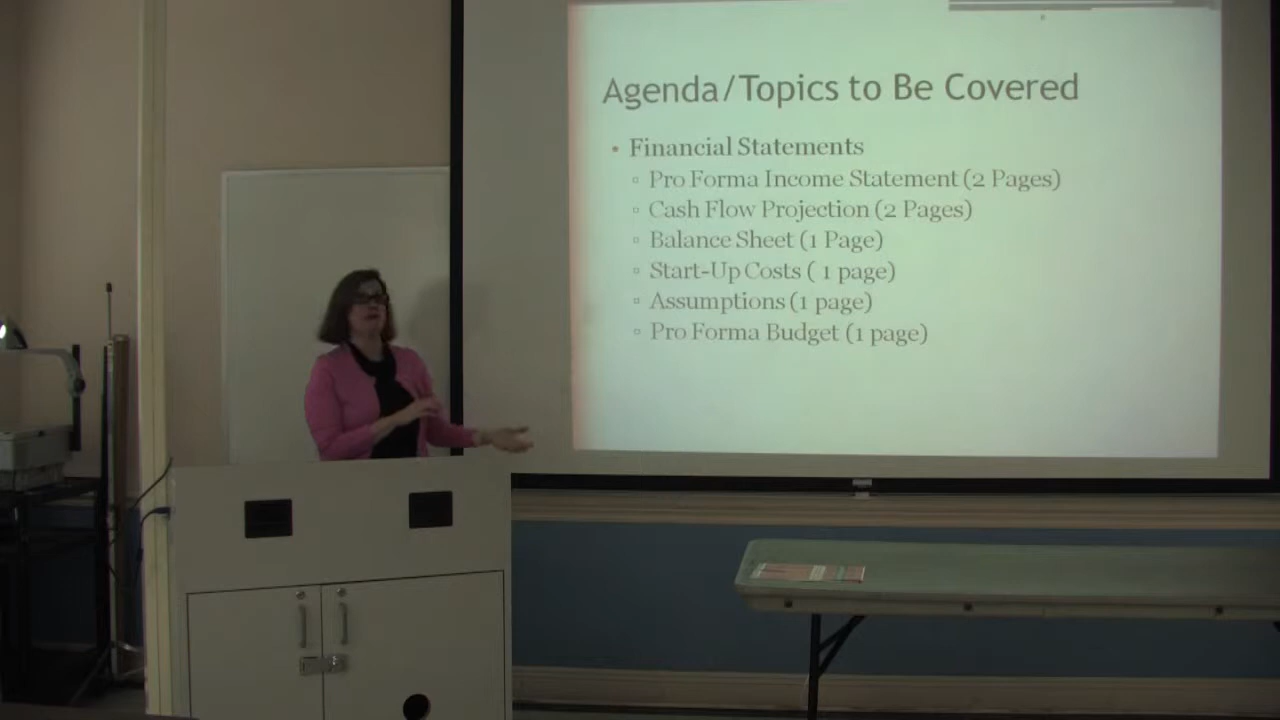 Agenda/Topics to Be Covered
• Financial Statements
▫ Pro Forma Income Statement (2 Pages)
▫ Cash Flow Projection (2 Pages)
▫ Balance Sheet (1 Page)
▫ Start-Up Costs ( 1 page)
▫ Assumptions (1 page)
▫ Pro Forma Budget (1 page)